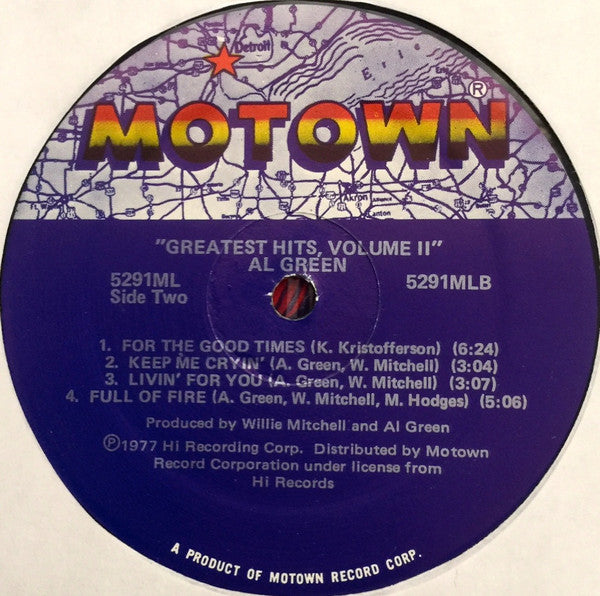 Detroit
Erie
MOTOWN®
Akron
Canton
"GREATEST HITS, VOLUME II"
AL GREEN
5291ML
Side Two
5291MLB
1. FOR THE GOOD TIMES (K. Kristofferson) (6:24)
2. KEEP ME CRYIN' (A. Green, W. Mitchell) (3:04)
3. LIVIN' FOR YOU (A. Green, W. Mitchell) (3:07)
4. FULL OF FIRE (A. Green, W. Mitchell, M. Hodges) (5:06)
Produced by Willie Mitchell and Al Green
℗1977 Hi Recording Corp. Distributed by Motown
Record Corporation under license from
Hi Records
A PRODUCT OF MOTOWN RECORD CORP.